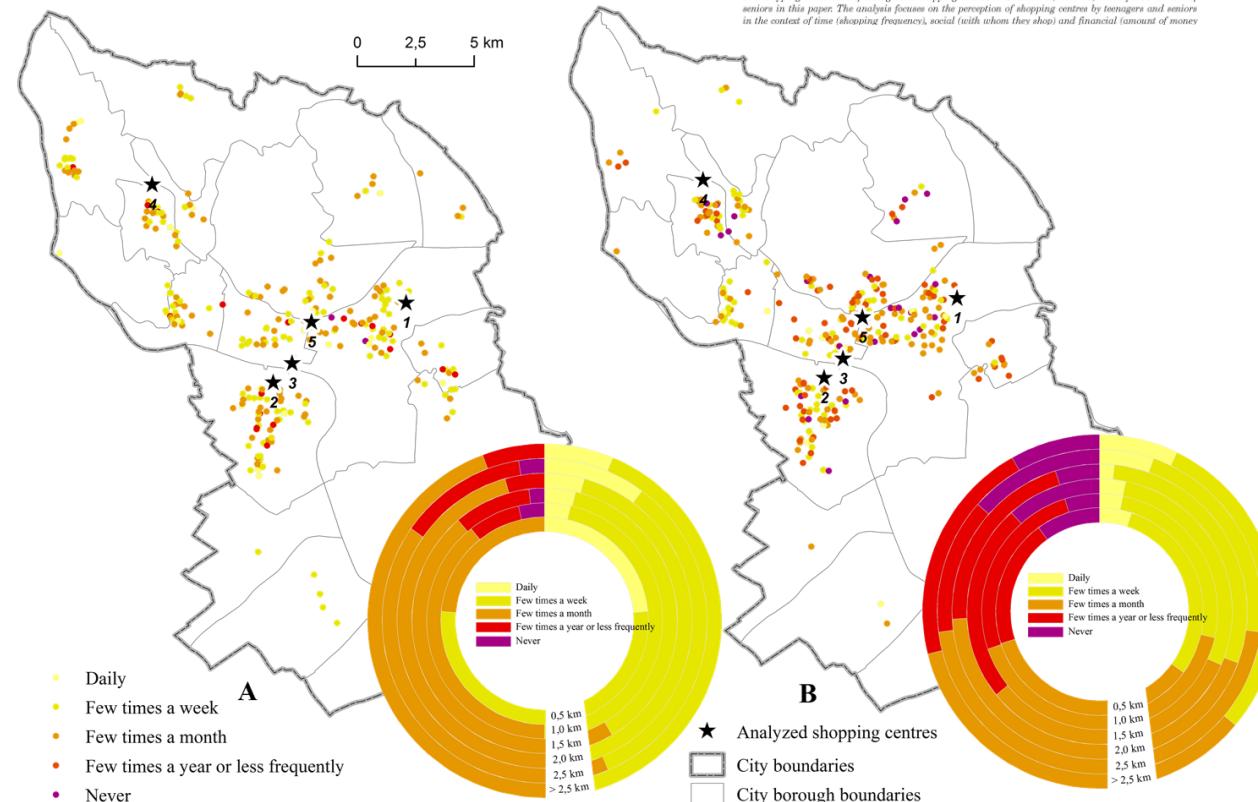 seniors in this paper. The analysis focuses on the perception of shopping centres by teenagers and seniors
in the context of time (shopping frequency), social (with whom they shop) and financial (amount of money
0 2,5 5 km
4
1
5
3
2
4
1
5
3
2
Daily
Few times a week
Few times a month
Few times a year or less frequently
Never
Daily
Few times a week
Few times a month
Few times a year or less frequently
Never
A
B
0,5 km
1,0 km
1,5 km
2,0 km
2,5 km
> 2,5 km
0,5 km
1,0 km
1,5 km
2,0 km
2,5 km
> 2,5 km
Daily
Few times a week
Few times a month
Few times a year or less frequently
Never
Analyzed shopping centres
City boundaries
City borough boundaries